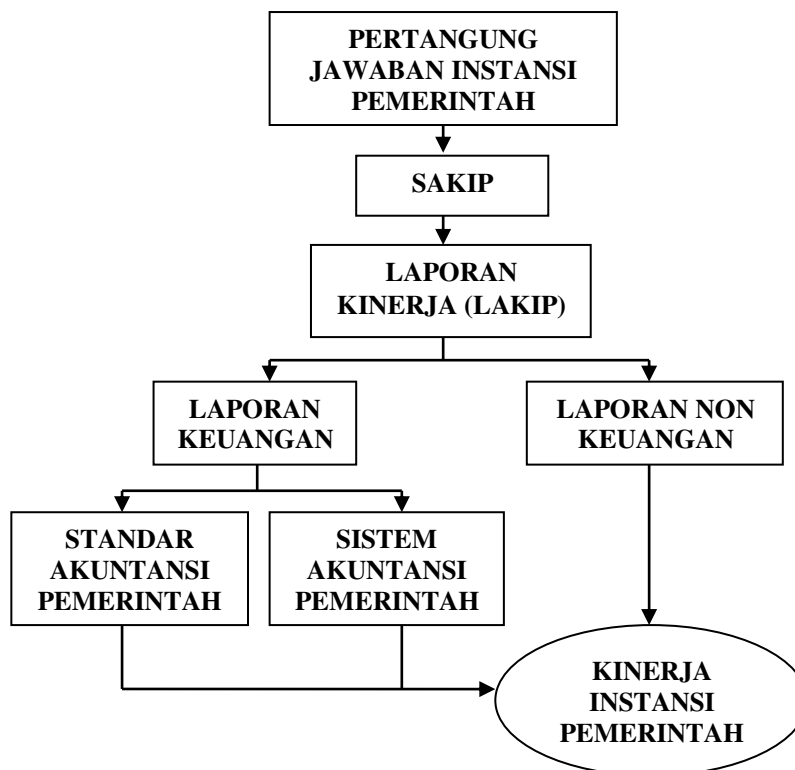 PERTANGUNG
JAWABAN INSTANSI
PEMERINTAH
SAKIP
LAPORAN
KINERJA (LAKIP)
LAPORAN
KEUANGAN
LAPORAN NON
KEUANGAN
STANDAR
AKUNTANSI
PEMERINTAH
SISTEM
AKUNTANSI
PEMERINTAH
KINERJA
INSTANSI
PEMERINTAH